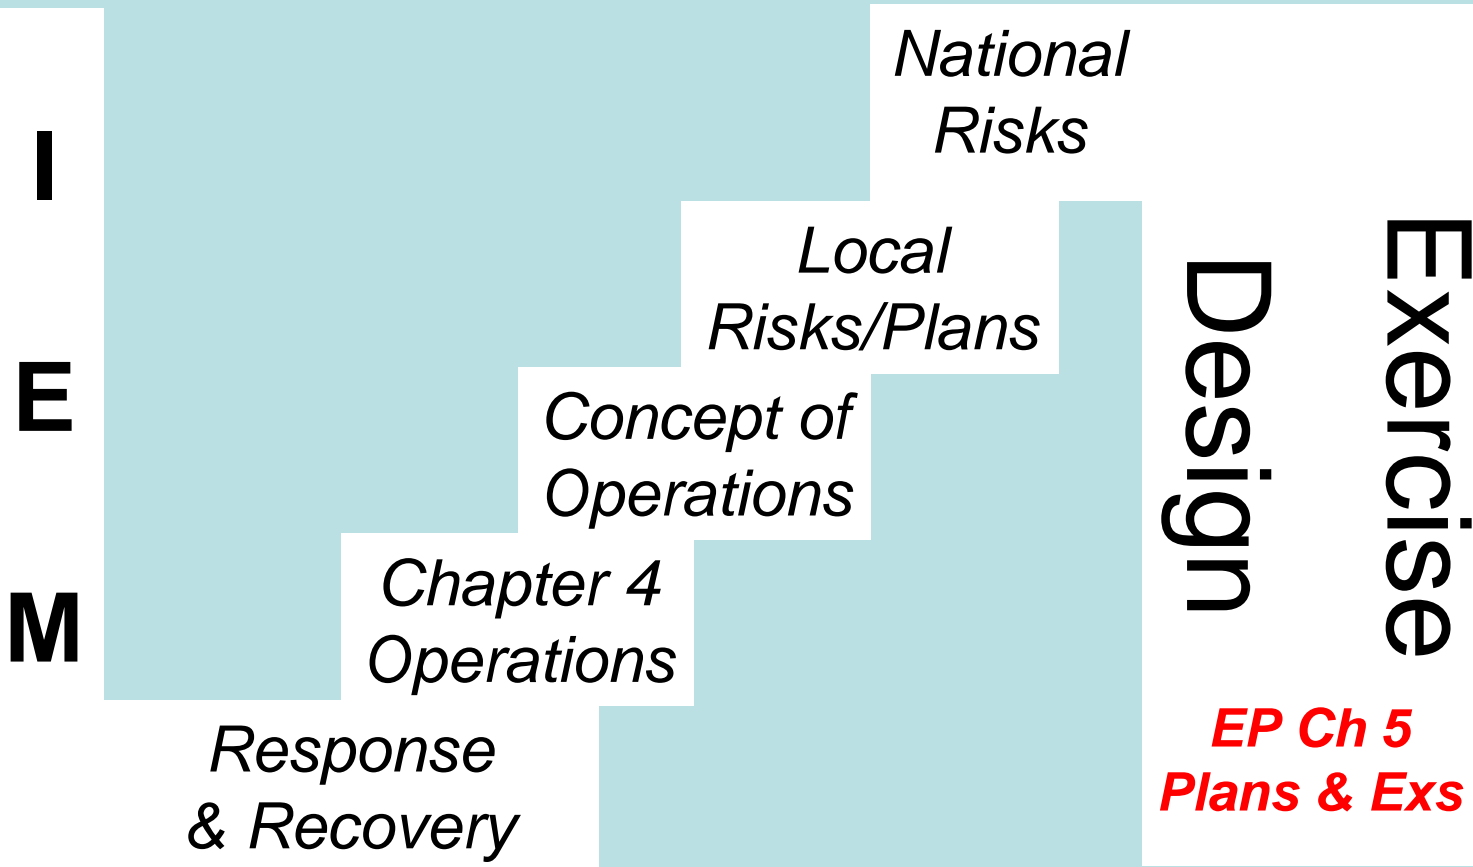 I
E
M
National
Risks
Local
Risks/Plans
Concept of
Operations
Chapter 4
Operations
Response
& Recovery
Exercise
Design
EP Ch 5
Plans & Exs